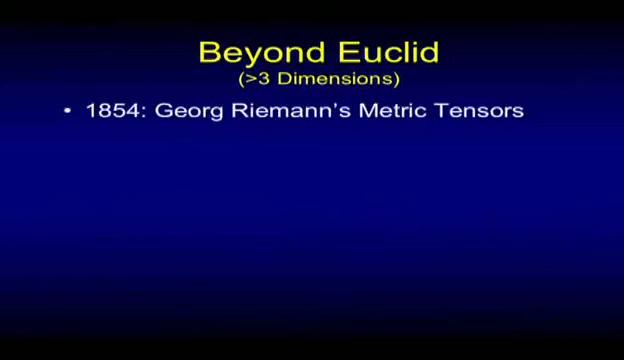 Beyond Euclid
(>3 Dimensions)
• 1854: Georg Riemann's Metric Tensors